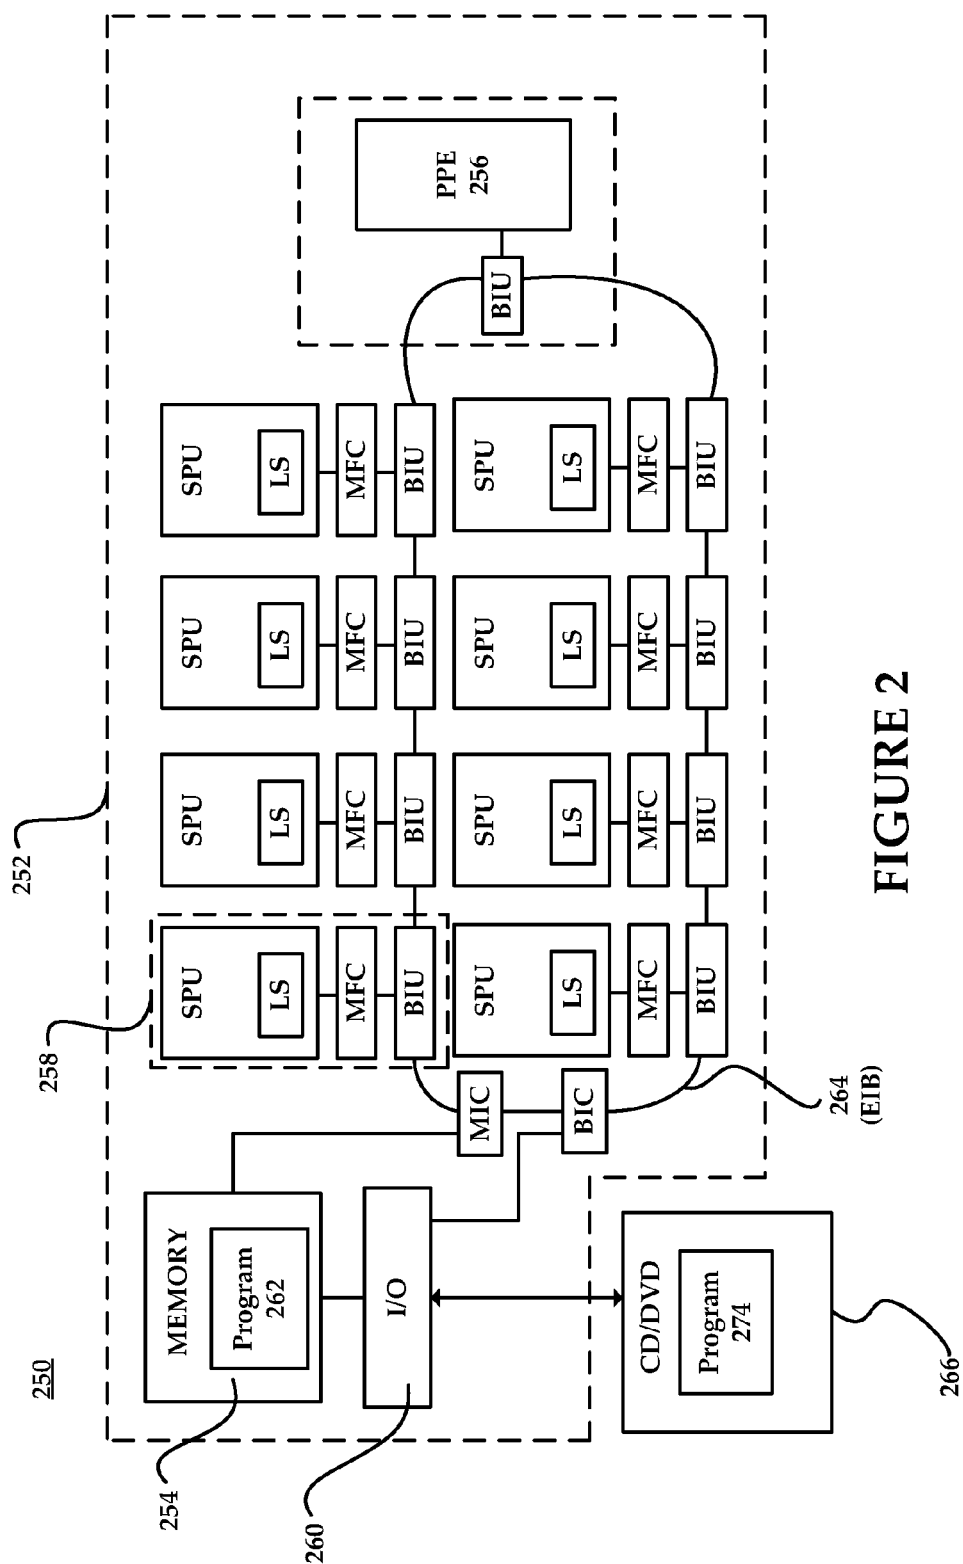 250
252
254
MEMORY
Program
262
260
I/O
258
SPU
LS
MFC
BIU
SPU
LS
MFC
BIU
SPU
LS
MFC
BIU
SPU
LS
MFC
BIU
MIC
BIC
SPU
LS
MFC
BIU
SPU
LS
MFC
BIU
SPU
LS
MFC
BIU
SPU
LS
MFC
BIU
BIU
PPE
256
264
(EIB)
CD/DVD
Program
274
266
FIGURE 2